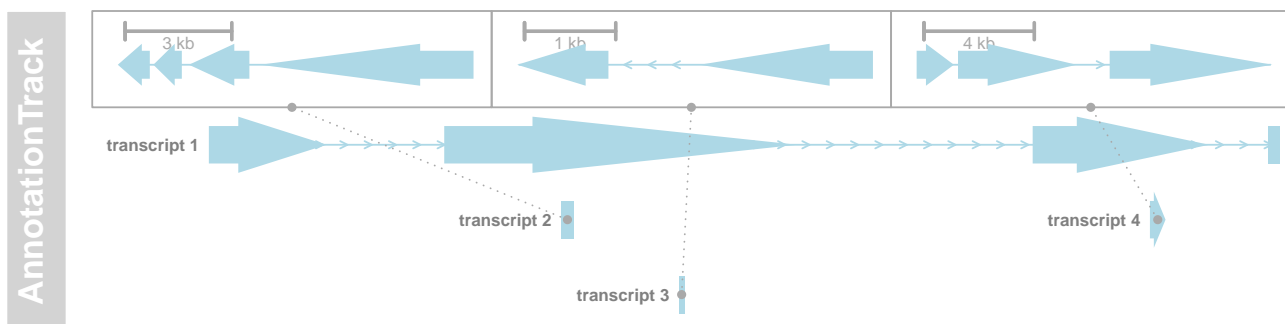 AnnotationTrack
3 kb
1 kb
4 kb
transcript 1
transcript 2
transcript 4
transcript 3